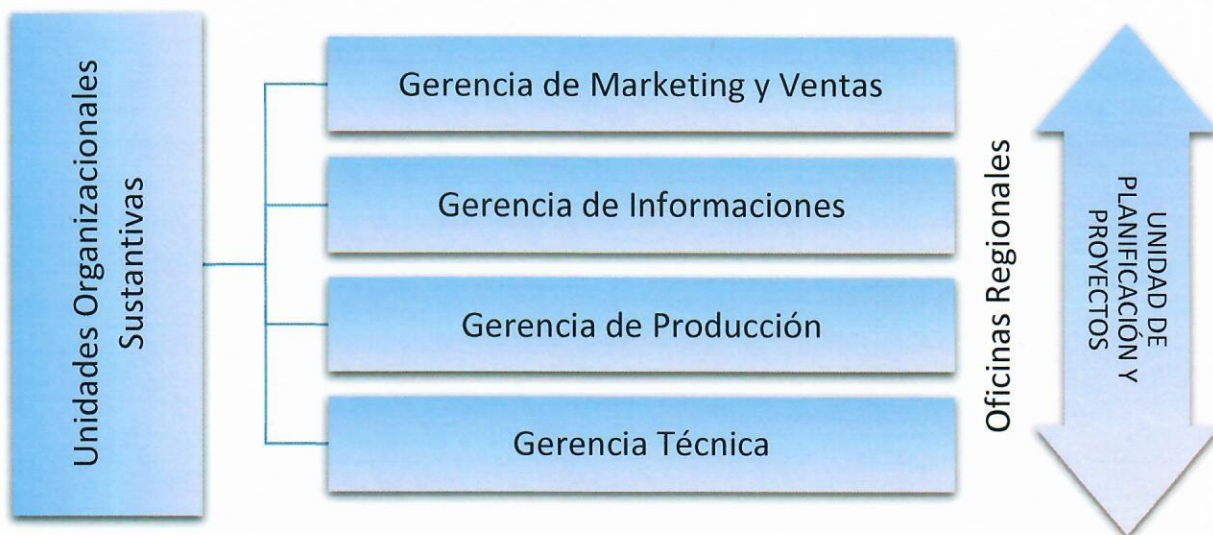 Unidades Organizacionales
Sustantivas
Gerencia de Marketing y Ventas
Gerencia de Informaciones
Gerencia de Producción
Gerencia Técnica
Oficinas Regionales
UNIDAD DE
PLANIFICACIÓN Y
PROYECTOS